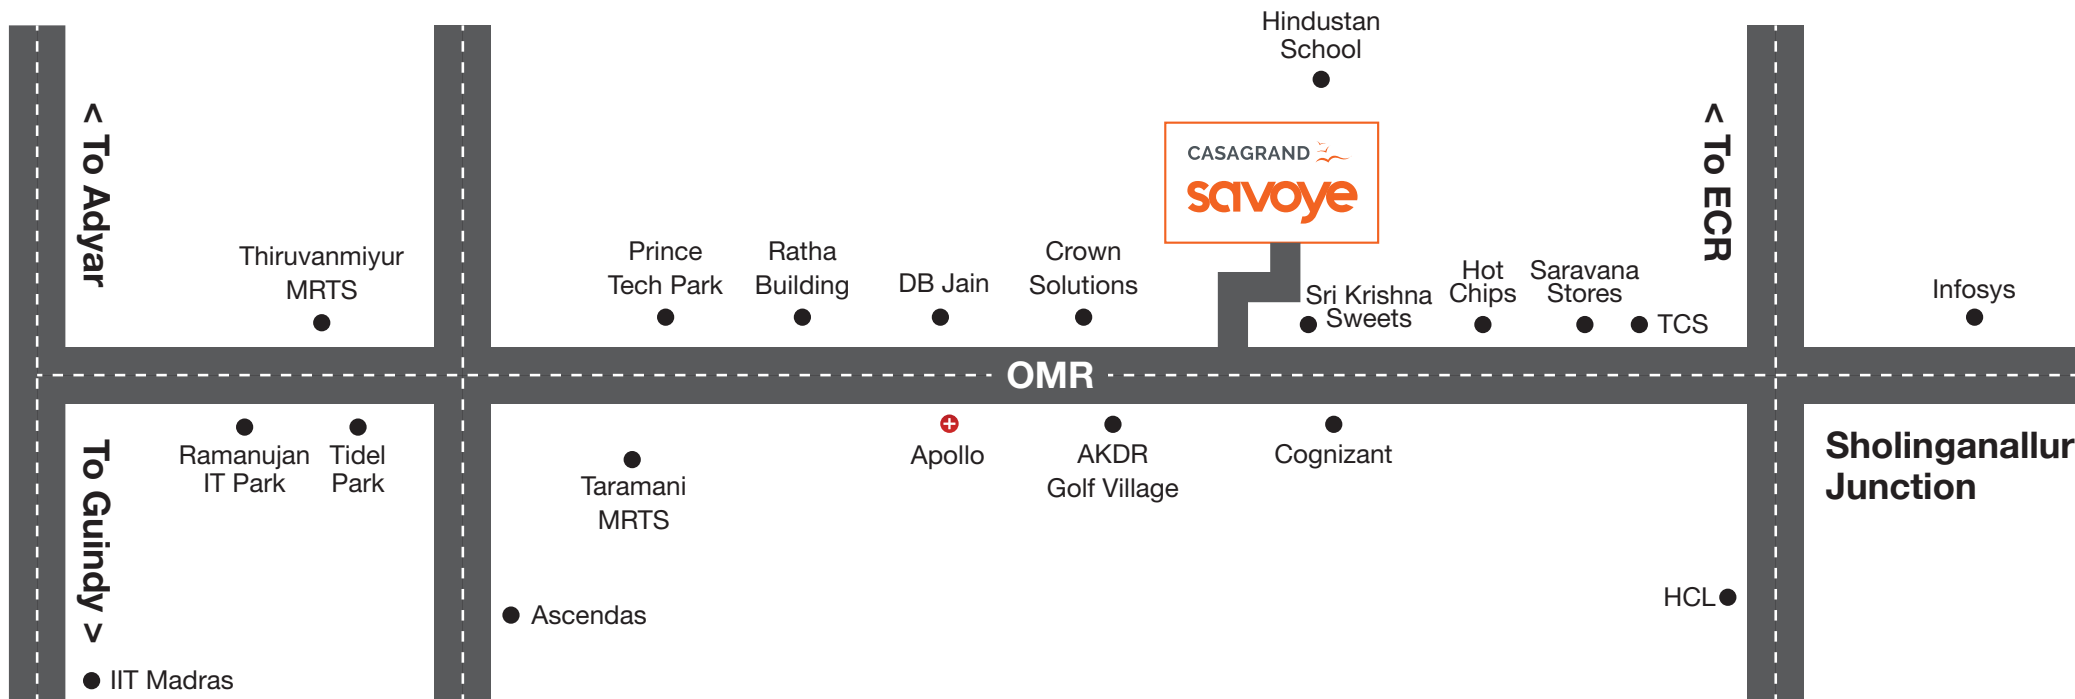 Hindustan
School
< To Adyar
CASAGRAND
savoye
< To ECR
Thiruvanmiyur
MRTS
Prince
Tech Park
Ratha
Building
DB Jain
Crown
Solutions
Sri Krishna
Sweets
Hot
Chips
Saravana
Stores
TCS
Infosys
OMR
To Guindy >
Ramanujan
IT Park
Tidel
Park
Taramani
MRTS
Apollo
AKDR
Golf Village
Cognizant
Sholinganallur
Junction
Ascendas
HCL
IIT Madras